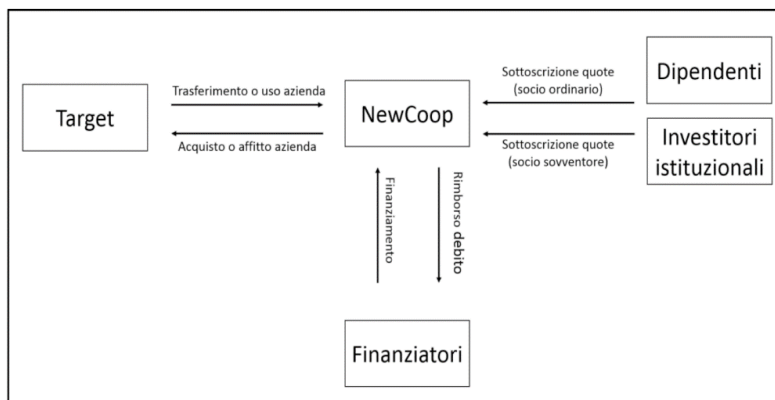 Target
Trasferimento o uso azienda
Acquisto o affitto azienda
NewCoop
Sottoscrizione quote
(socio ordinario)
Sottoscrizione quote
(socio sovventore)
Dipendenti
Investitori
istituzionali
Finanziamento
Rimborso debito
Finanziatori